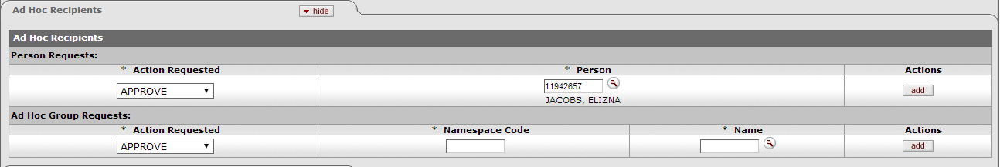 Ad Hoc Recipients
hide
Ad Hoc Recipients
Person Requests:
* Action Requested * Person Actions
APPROVE 11942657 add
JACOBS, ELIZNA
Ad Hoc Group Requests:
* Action Requested * Namespace Code * Name Actions
APPROVE add